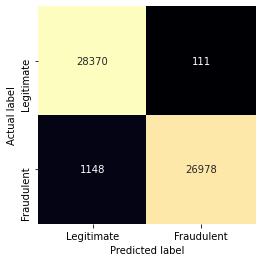 Actual label
Legitimate
28370 111
Fraudulent
1148 26978
Legitimate Fraudulent
Predicted label